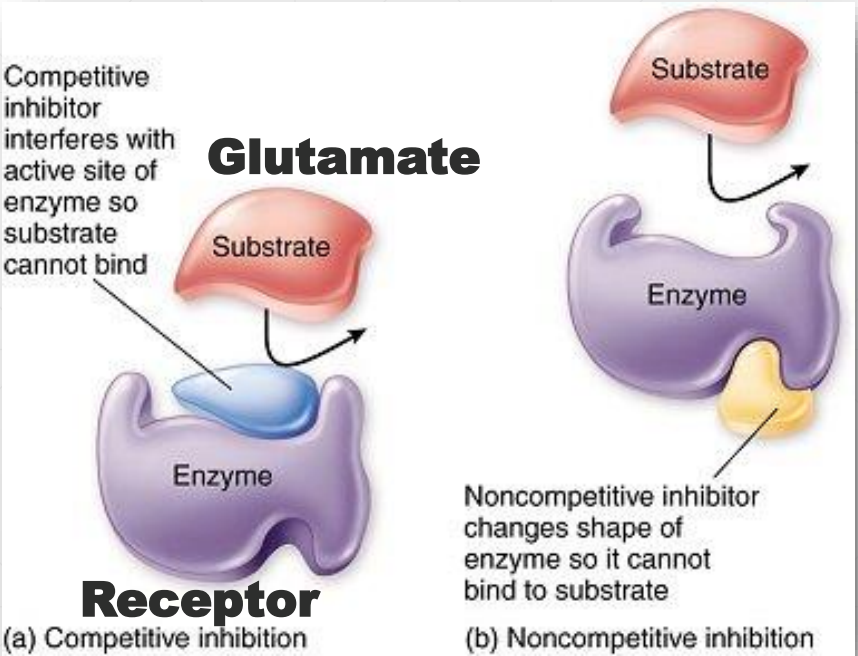 Competitive
inhibitor
interferes with
active site of
enzyme so
substrate
cannot bind
Glutamate
Substrate
Enzyme
Receptor
(a) Competitive inhibition
Substrate
Enzyme
Noncompetitive inhibitor
changes shape of
enzyme so it cannot
bind to substrate
(b) Noncompetitive inhibition